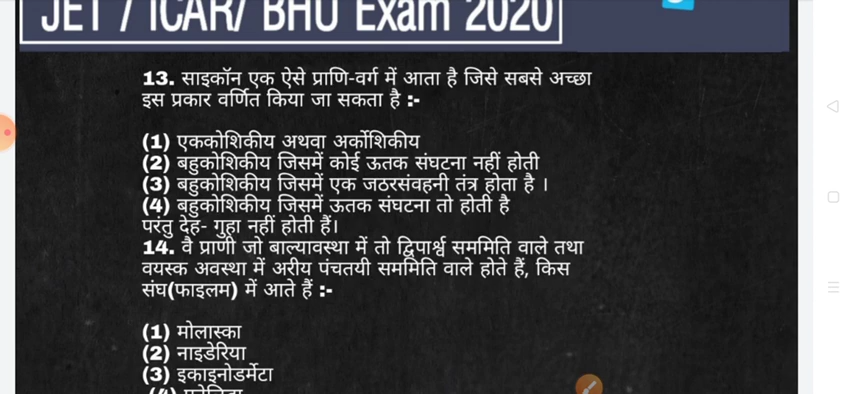 JET / ICAR/ BHU Exam 2020
13. साइकॉन एक ऐसे प्राणि-वर्ग में आता है जिसे सबसे अच्छा
इस प्रकार वर्णित किया जा सकता है :-
(1) एककोशिकीय अथवा अर्कोशिकीय
(2) बहुकोशिकीय जिसमें कोई ऊतक संघटना नहीं होती
(3) बहुकोशिकीय जिसमें एक जठरसंवहनी तंत्र होता है ।
(4) बहुकोशिकीय जिसमें ऊतक संघटना तो होती है
परंतु देह- गुहा नहीं होती हैं।
14. वै प्राणी जो बाल्यावस्था में तो द्विपार्श्व सममिति वाले तथा
वयस्क अवस्था में अरीय पंचतयी सममिति वाले होते हैं, किस
संघ(फाइलम) में आते हैं :-
(1) मोलास्का
(2) नाइडेरिया
(3) इकाइनोडर्मेटा
(4)